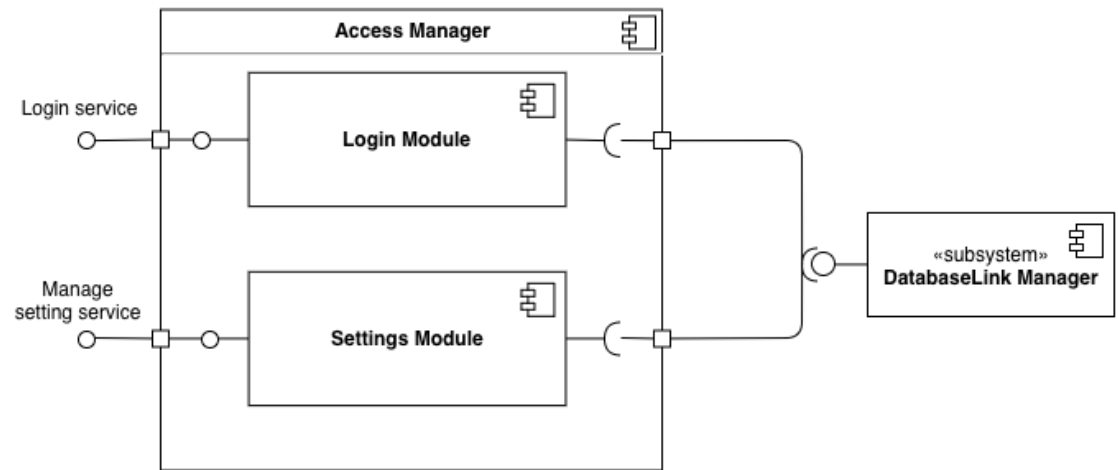 Access Manager
Login service
Login Module
«subsystem»
DatabaseLink Manager
Manage
setting service
Settings Module